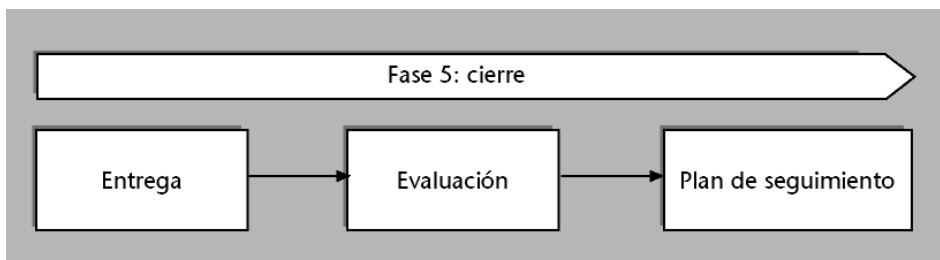 Fase 5: cierre
Entrega
Evaluación
Plan de seguimiento